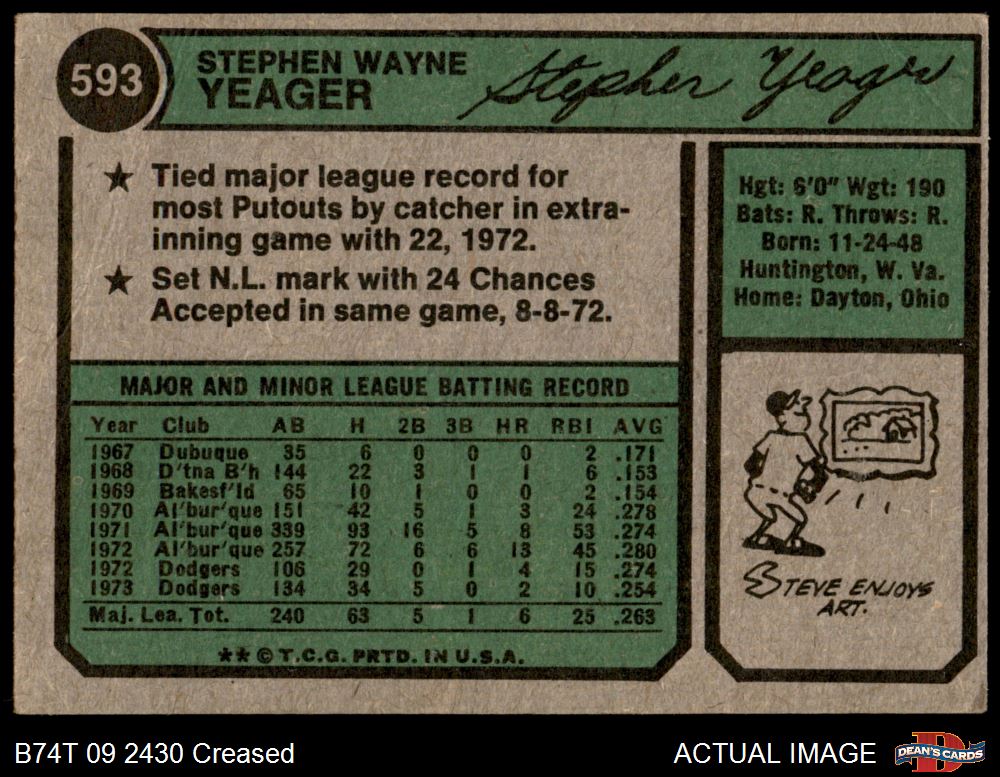 593
STEPHEN WAYNE
YEAGER
Stephen Yeager
★ Tied major league record for
most Putouts by catcher in extra-
inning game with 22, 1972.
★ Set N.L. mark with 24 Chances
Accepted in same game, 8-8-72.
Hgt: 6'0" Wgt: 190
Bats: R. Throws: R.
Born: 11-24-48
Huntington, W. Va.
Home: Dayton, Ohio
MAJOR AND MINOR LEAGUE BATTING RECORD
Year Club AB H 2B 3B HR RBI AVG
1967 Dubuque 35 6 0 0 0 2 .171
1968 D'tna B'h 144 22 3 1 1 6 .153
1969 Bakesf'ld 65 10 1 0 0 2 .154
1970 Al'bur'que 151 42 5 1 3 24 .278
1971 Al'bur'que 339 93 16 5 8 53 .274
1972 Al'bur'que 257 72 6 6 13 45 .280
1972 Dodgers 106 29 0 1 4 15 .274
1973 Dodgers 134 34 5 0 2 10 .254
Maj. Lea. Tot. 240 63 5 1 6 25 .263
★★ © T.C.G. PRTD. IN U.S.A.
STEVE ENJOYS
ART.
B74T 09 2430 Creased
ACTUAL IMAGE
D
DEAN'S CARDS